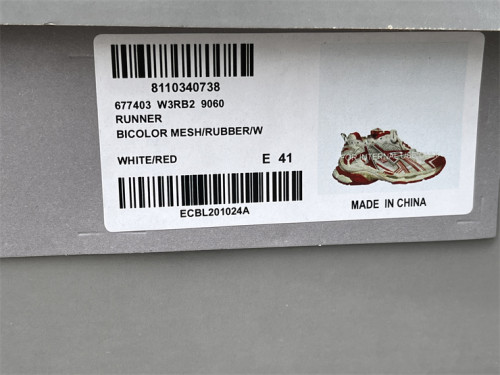 8110340738
677403 W3RB2 9060
RUNNER
BICOLOR MESH/RUBBER/W
WHITE/RED E 41
ECBL201024A
MADE IN CHINA